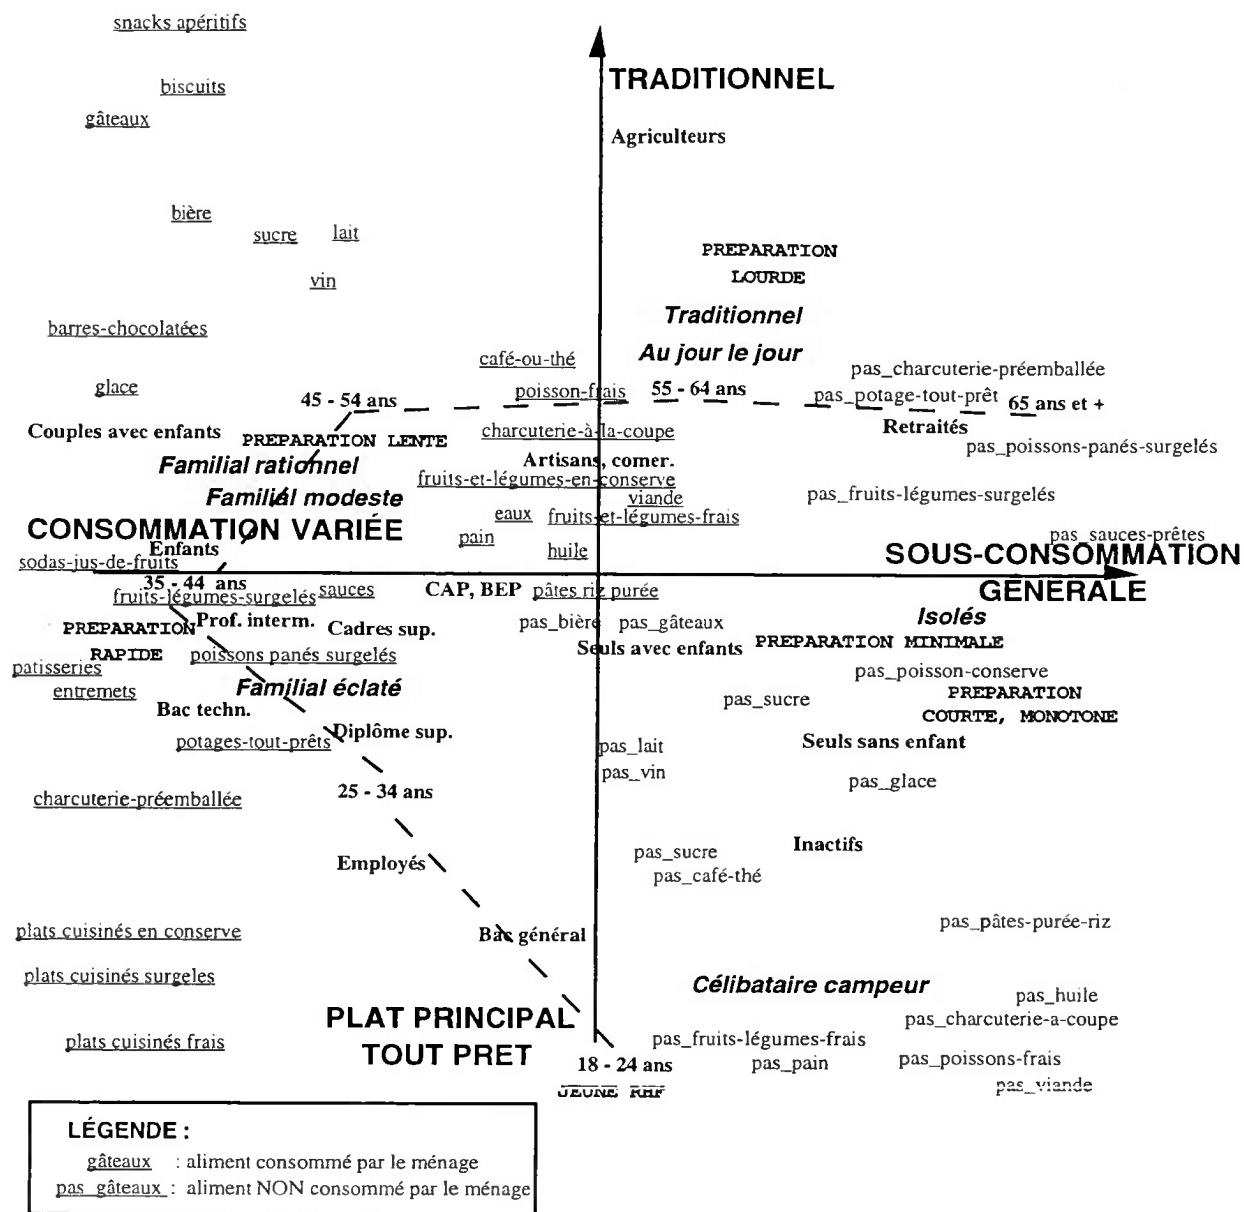 snacks apéritifs
TRADITIONNEL
biscuits
gâteaux
Agriculteurs
bière
sucre
lait
PREPARATION
LOURDE
vin
Traditionnel
barres-chocolatées
Au jour le jour
café-ou-thé
pas_charcuterie-préemballée
glace
poisson-frais
55 - 64 ans
pas_potage-tout-prêt
45 - 54 ans
65 ans et +
Couples avec enfants
PREPARATION LENTE
charcuterie-à-la-coupe
Retraités
pas_poissons-panés-surgelés
Familial rationnel
Artisans, comer.
fruits-et-légumes-en-conserve
Familial modeste
viande
pas_fruits-légumes-surgelés
eaux
fruits-et-légumes-frais
CONSOMMATION VARIÉE
pain
pas_sauces-prêtes
Enfants
huile
SOUS-CONSOMMATION
GÉNERALE
sodas-jus-de-fruits
35 - 44 ans
fruits-légumes-surgelés
sauces
CAP, BEP
pâtes riz purée
Isolés
PREPARATION
RAPIDE
Prof. interm.
Cadres sup.
pas_bière
pas_gâteaux
Seuls avec enfants
PREPARATION MINIMALE
poissons panés surgelés
patisseries
pas_poisson-conserve
entremets
Familial éclaté
pas_sucre
PREPARATION
COURTE, MONOTONE
Bac techn.
Diplôme sup.
potages-tout-prêts
pas_lait
Seuls sans enfant
pas_vin
pas_glace
charcuterie-préemballée
25 - 34 ans
Employés
pas_sucre
Inactifs
pas_café-thé
plats cuisinés en conserve
Bac général
pas_pâtes-purée-riz
plats cuisinés surgeles
Célibataire campeur
pas_huile
PLAT PRINCIPAL
TOUT PRET
pas_charcuterie-a-coupe
plats cuisinés frais
pas_fruits-légumes-frais
18 - 24 ans
pas_pain
pas_poissons-frais
JEUNE RHF
pas_viande
LÉGENDE :
gâteaux : aliment consommé par le ménage
pas_gâteaux : aliment NON consommé par le ménage